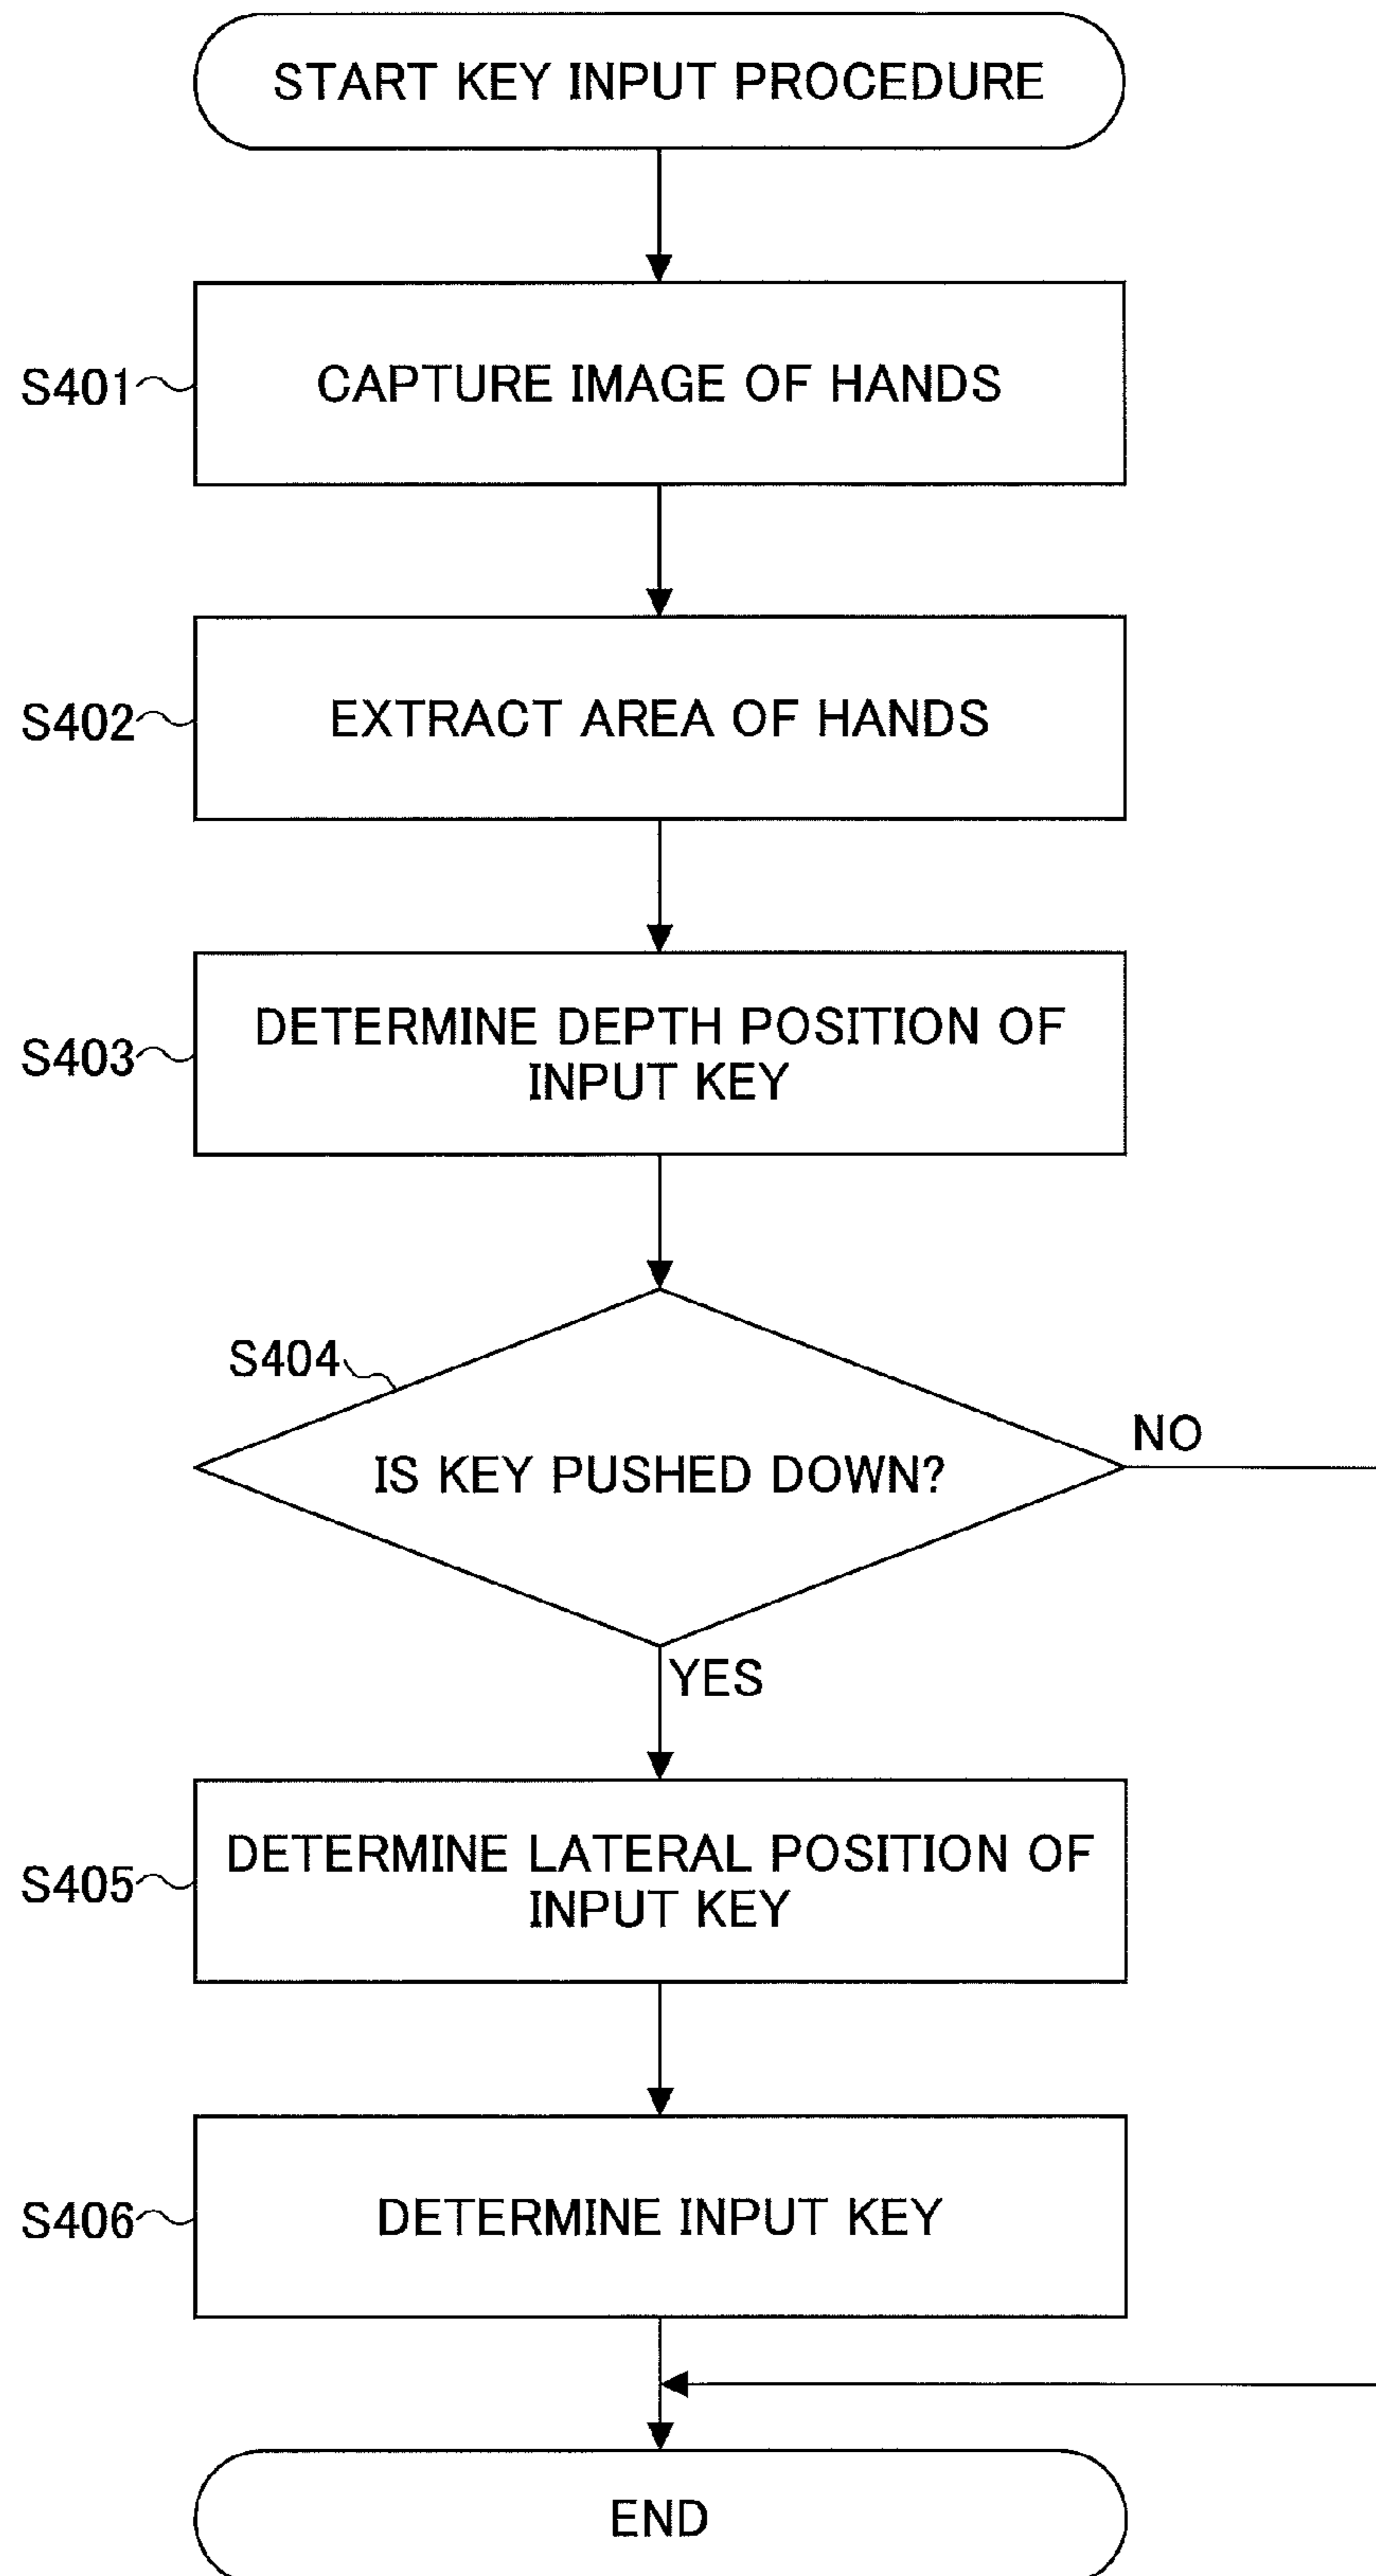 START KEY INPUT PROCEDURE
S401
CAPTURE IMAGE OF HANDS
S402
EXTRACT AREA OF HANDS
S403
DETERMINE DEPTH POSITION OF
INPUT KEY
S404
IS KEY PUSHED DOWN?
NO
YES
S405
DETERMINE LATERAL POSITION OF
INPUT KEY
S406
DETERMINE INPUT KEY
END